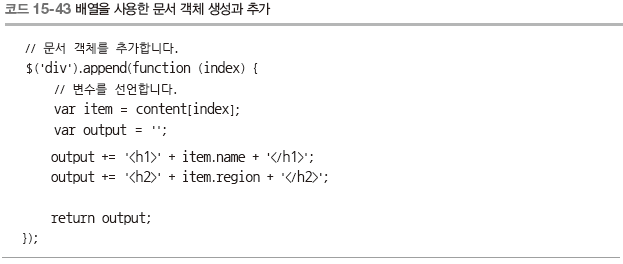 코드 15-43 배열을 사용한 문서 객체 생성과 추가
// 문서 객체를 추가합니다.
$('div').append(function (index) {
// 변수를 선언합니다.
var item = content[index];
var output = '';
output += '<h1>' + item.name + '</h1>';
output += '<h2>' + item.region + '</h2>';
return output;
});